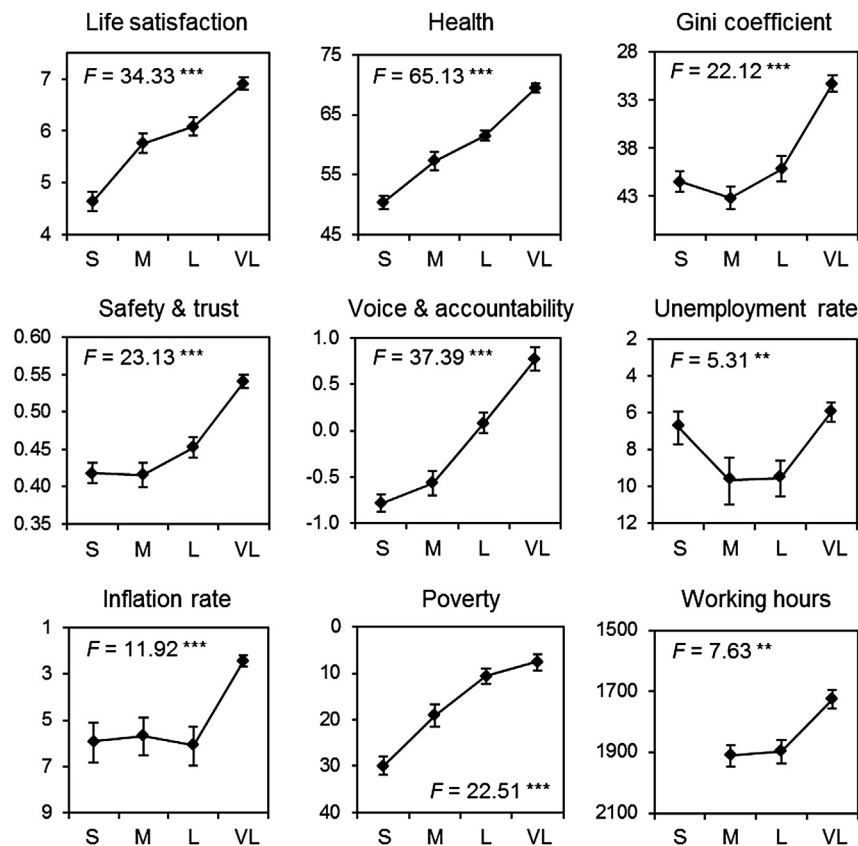 Life satisfaction
7
6
5
4
F = 34.33 ***
S M L VL
Health
75
65
55
45
F = 65.13 ***
S M L VL
Gini coefficient
28
33
38
43
F = 22.12 ***
S M L VL
Safety & trust
0.60
0.55
0.50
0.45
0.40
0.35
F = 23.13 ***
S M L VL
Voice & accountability
1.0
0.5
0.0
-0.5
-1.0
F = 37.39 ***
S M L VL
Unemployment rate
2
4
6
8
10
12
F = 5.31 **
S M L VL
Inflation rate
1
3
5
7
9
F = 11.92 ***
S M L VL
Poverty
0
10
20
30
40
F = 22.51 ***
S M L VL
Working hours
1500
1700
1900
2100
F = 7.63 **
S M L VL